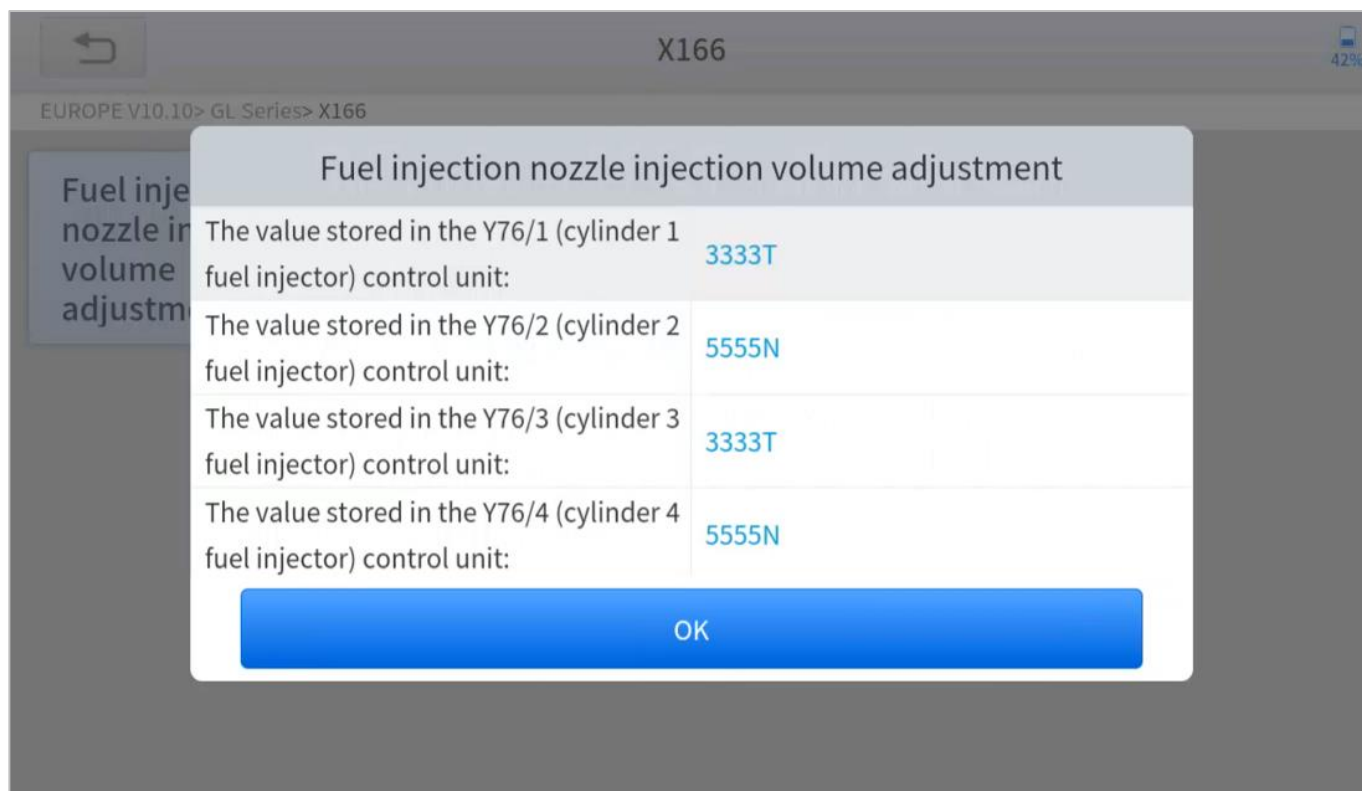 X166
42%
EUROPE V10.10> GL Series> X166
Fuel inje
nozzle in
volume
adjustm
Fuel injection nozzle injection volume adjustment
The value stored in the Y76/1 (cylinder 1
fuel injector) control unit:
3333T
The value stored in the Y76/2 (cylinder 2
fuel injector) control unit:
5555N
The value stored in the Y76/3 (cylinder 3
fuel injector) control unit:
3333T
The value stored in the Y76/4 (cylinder 4
fuel injector) control unit:
5555N
OK